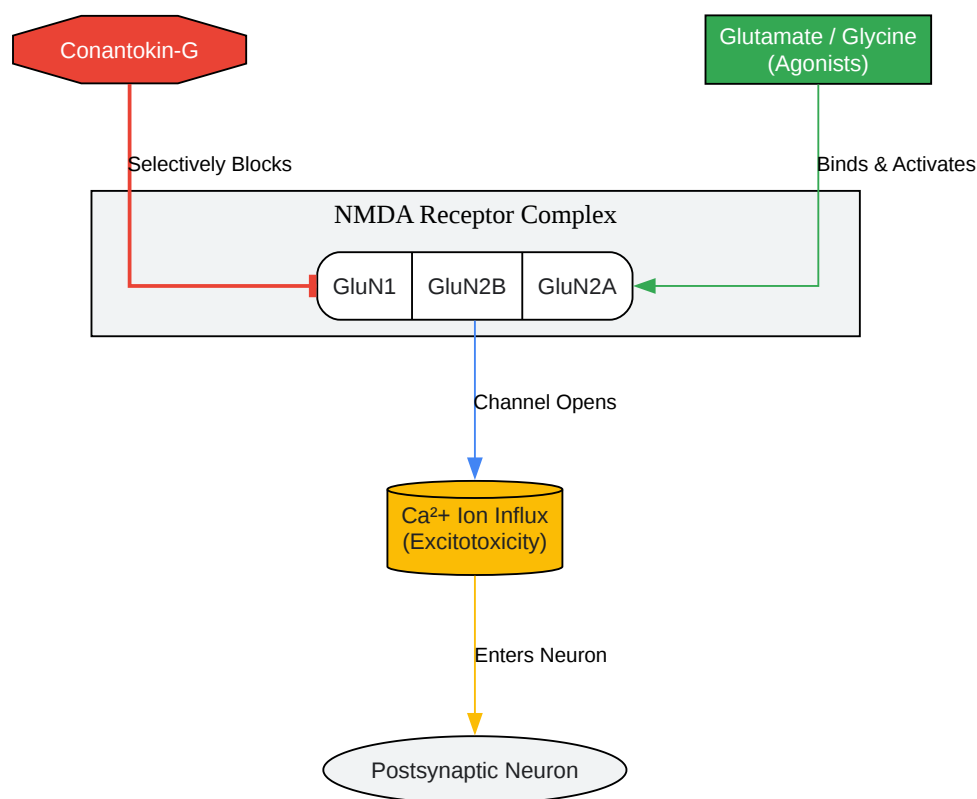 Conantokin-G
Glutamate / Glycine
(Agonists)
Selectively Blocks
Binds & Activates
NMDA Receptor Complex
GluN1
GluN2B
GluN2A
Channel Opens
Ca²+ Ion Influx
(Excitotoxicity)
Enters Neuron
Postsynaptic Neuron